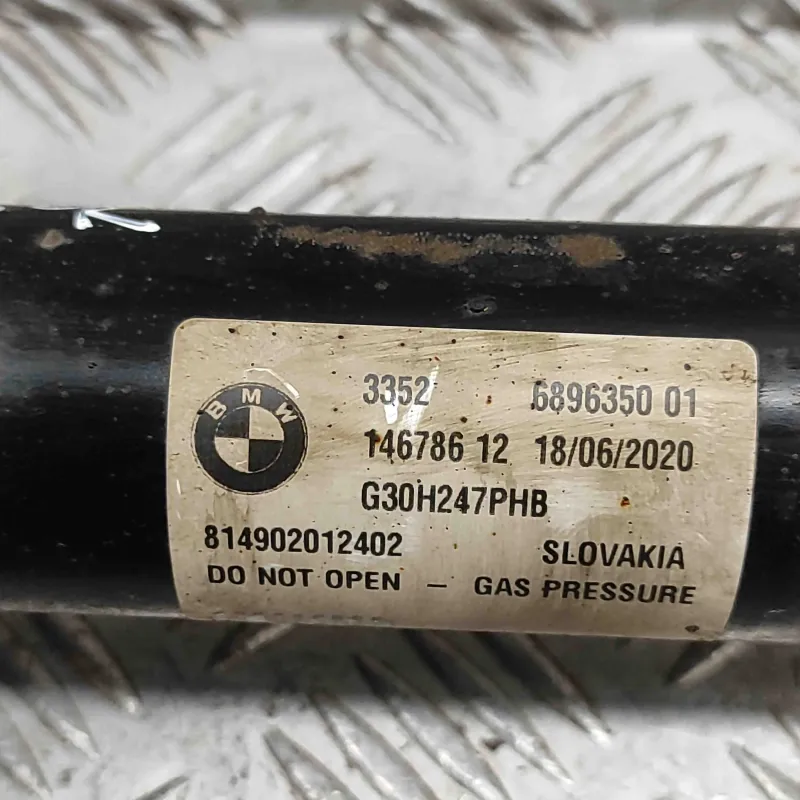 BMW
3352 6896350 01
146786 12 18/06/2020
G30H247PHB
814902012402 SLOVAKIA
DO NOT OPEN – GAS PRESSURE